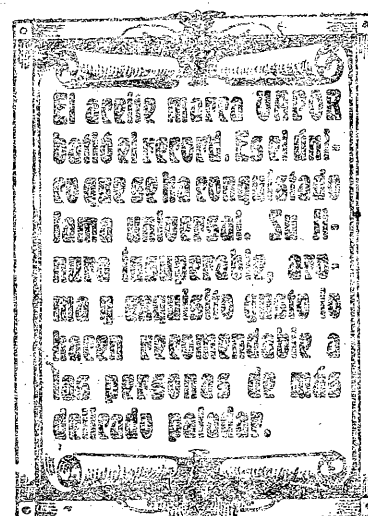 El aceite marca VAPOR
batió el record. Es el úni-
co que se ha conquistado
fama universal. Su fi-
nura insuperable, aro-
ma y exquisito gusto lo
hacen recomendable a
las personas de más
delicado paladar.